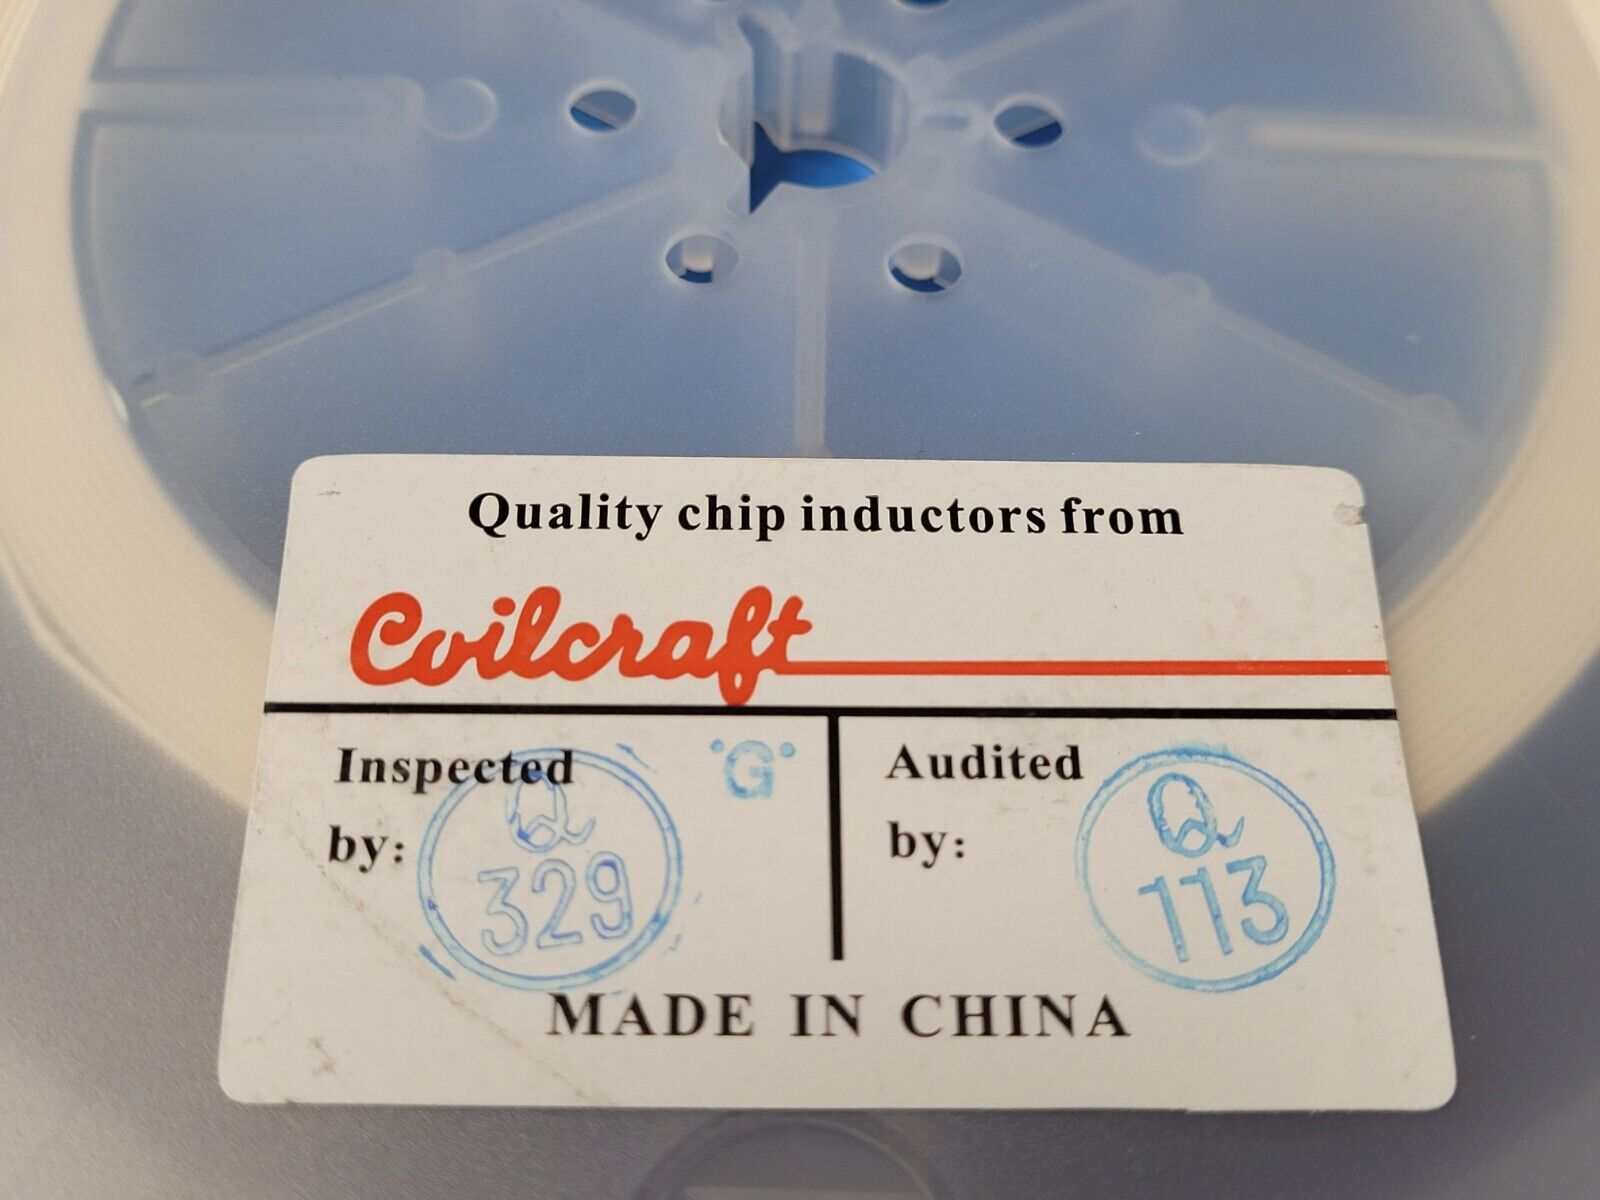 Quality chip inductors from
Coilcraft
Inspected
by:
"G"
Q
329
Audited
by:
Q
113
MADE IN CHINA